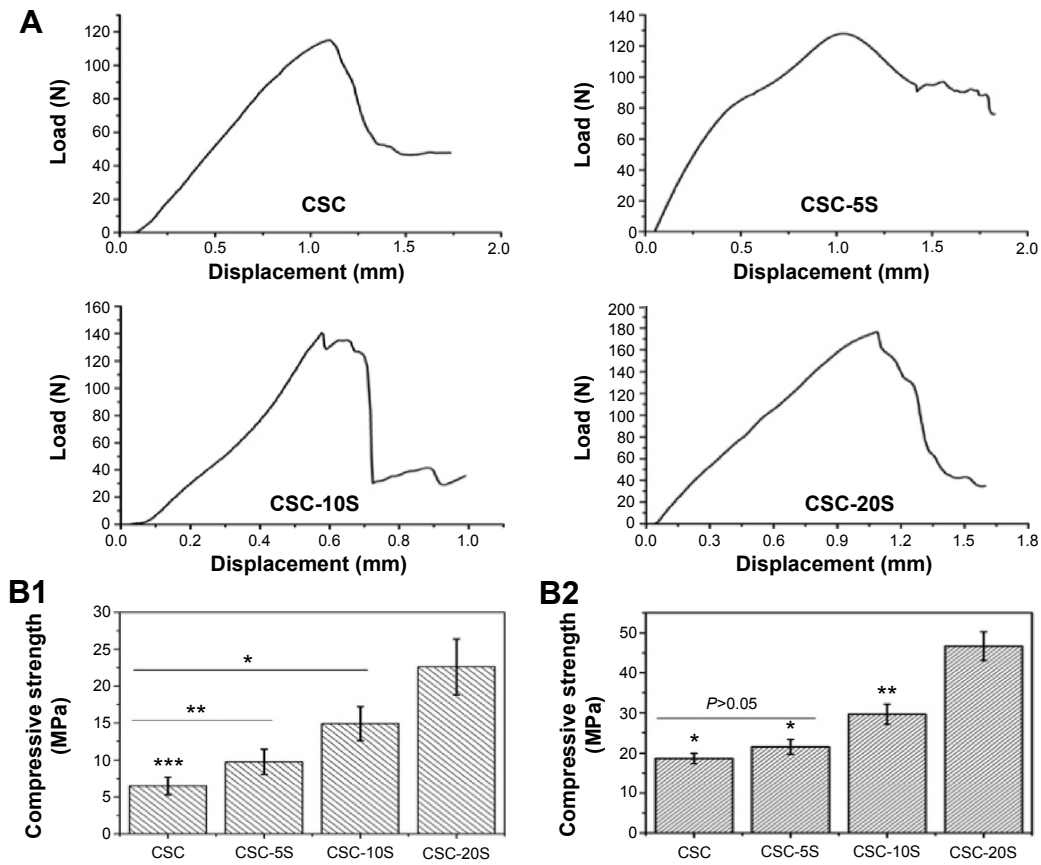 A
120
100
80
60
40
20
0
Load (N)
CSC
0.0 0.5 1.0 1.5 2.0
Displacement (mm)
140
120
100
80
60
40
20
0
Load (N)
CSC-5S
0.0 0.5 1.0 1.5 2.0
Displacement (mm)
160
140
120
100
80
60
40
20
0
Load (N)
CSC-10S
0.0 0.2 0.4 0.6 0.8 1.0
Displacement (mm)
200
180
160
140
120
100
80
60
40
20
0
Load (N)
CSC-20S
0.0 0.3 0.6 0.9 1.2 1.5 1.8
Displacement (mm)
B1
30
25
20
15
10
5
0
Compressive strength
(MPa)
*
**
***
CSC CSC-5S CSC-10S CSC-20S
B2
50
40
30
20
10
0
Compressive strength
(MPa)
P>0.05
**
*
*
CSC CSC-5S CSC-10S CSC-20S